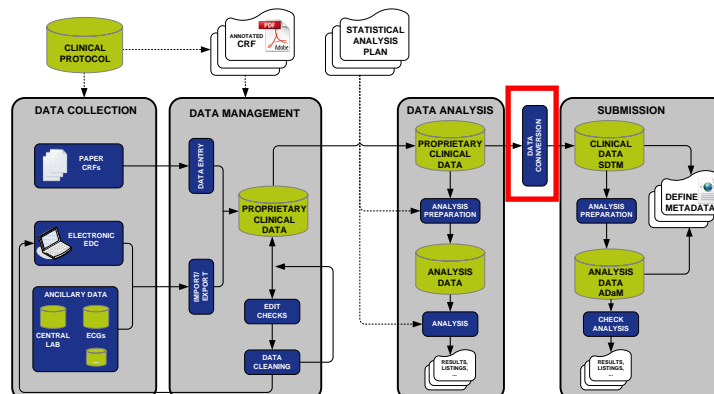 CLINICAL
PROTOCOL
ANNOTATED
CRF
PDF
Adobe
STATISTICAL
ANALYSIS
PLAN
DATA COLLECTION
PAPER
CRFs
ELECTRONIC
EDC
ANCILLARY DATA
CENTRAL
LAB
ECGs
...
DATA MANAGEMENT
DATA ENTRY
IMPORT/
EXPORT
PROPRIETARY
CLINICAL
DATA
EDIT
CHECKS
DATA
CLEANING
DATA ANALYSIS
PROPRIETARY
CLINICAL
DATA
ANALYSIS
PREPARATION
ANALYSIS
DATA
ANALYSIS
RESULTS,
LISTINGS,
...
DATA
CONNVERSION
SUBMISSION
CLINICAL
DATA
SDTM
ANALYSIS
PREPARATION
ANALYSIS
DATA
ADaM
CHECK
ANALYSIS
RESULTS,
LISTINGS,
...
DEFINE
METADATA